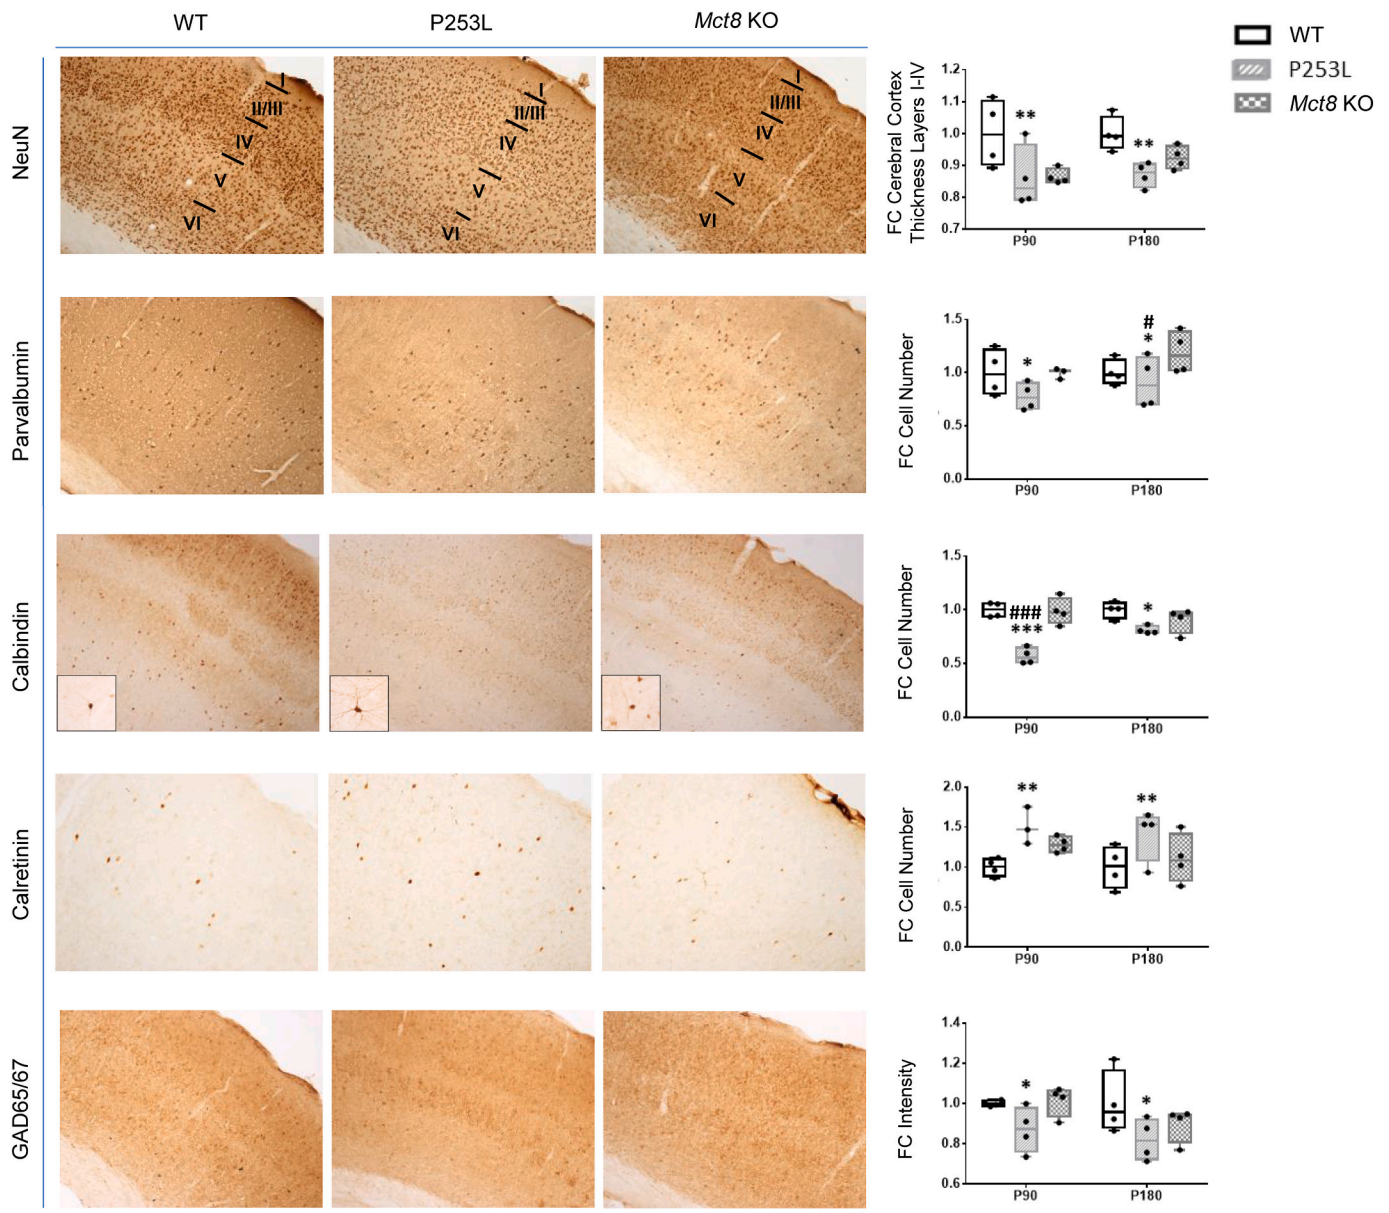 WT
P253L
Mct8 KO
WT
P253L
Mct8 KO
NeuN
I
II/III
IV
V
VI
I
II/III
IV
V
VI
I
II/III
IV
V
VI
FC Cerebral Cortex
Thickness Layers I-IV
1.2
1.1
1.0
0.9
0.8
0.7
**
**
P90
P180
Parvalbumin
FC Cell Number
1.5
1.0
0.5
0.0
*
#
*
P90
P180
Calbindin
FC Cell Number
1.5
1.0
0.5
0.0
###
***
*
P90
P180
Calretinin
FC Cell Number
2.0
1.5
1.0
0.5
0.0
**
**
P90
P180
GAD65/67
FC Intensity
1.4
1.2
1.0
0.8
0.6
*
*
P90
P180